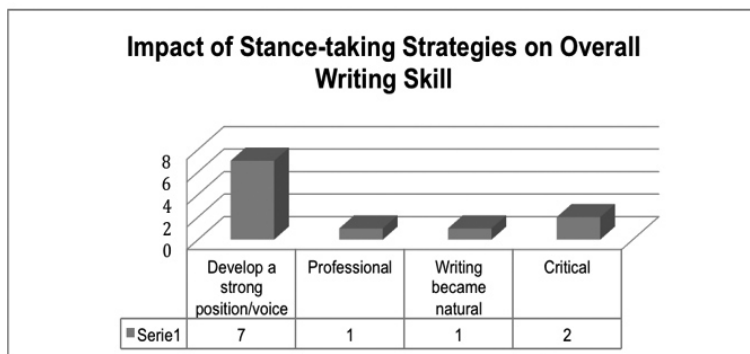 Impact of Stance-taking Strategies on Overall
Writing Skill
8
6
4
2
0
Develop a strong position/voice
Professional
Writing became natural
Critical
Serie1 7 1 1 2